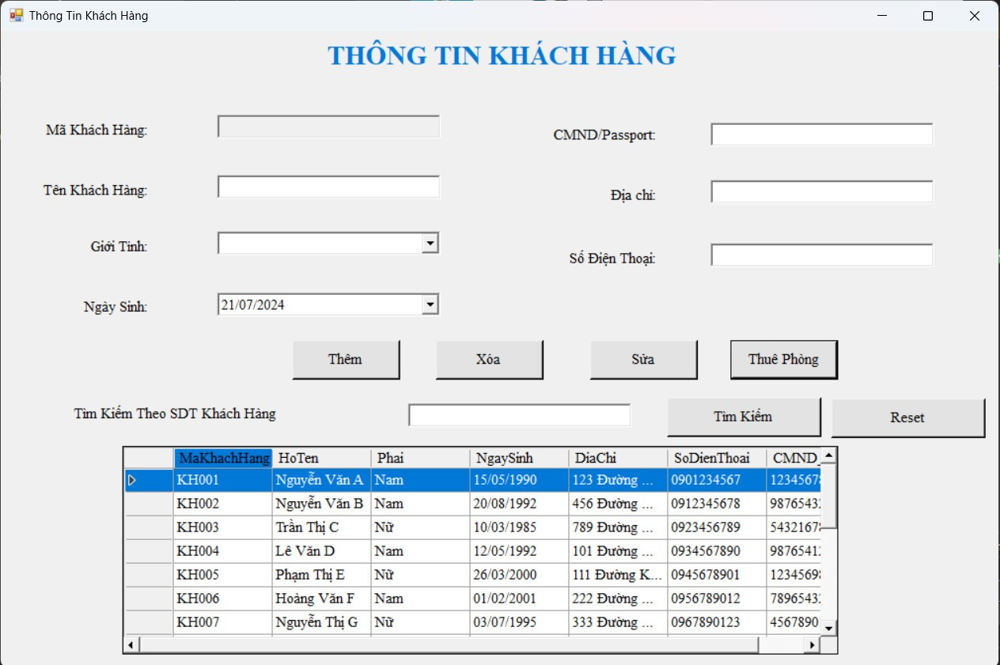 Thông Tin Khách Hàng
THÔNG TIN KHÁCH HÀNG
Mã Khách Hàng:
CMND/Passport:
Tên Khách Hàng:
Địa chỉ:
Giới Tính:
Số Điện Thoại:
Ngày Sinh: 21/07/2024
Thêm Xóa Sửa Thuê Phòng
Tìm Kiếm Theo SDT Khách Hàng Tìm Kiếm Reset
MaKhachHang HoTen Phai NgaySinh DiaChi SoDienThoai CMND_
KH001 Nguyễn Văn A Nam 15/05/1990 123 Đường ... 0901234567 12345678
KH002 Nguyễn Văn B Nam 20/08/1992 456 Đường ... 0912345678 9876543
KH003 Trần Thị C Nữ 10/03/1985 789 Đường ... 0923456789 5432167
KH004 Lê Văn D Nam 12/05/1992 101 Đường ... 0934567890 9876541
KH005 Phạm Thị E Nữ 26/03/2000 111 Đường K... 0945678901 1234569
KH006 Hoàng Văn F Nam 01/02/2001 222 Đường ... 0956789012 7896543
KH007 Nguyễn Thị G Nữ 03/07/1995 333 Đường ... 0967890123 4567890